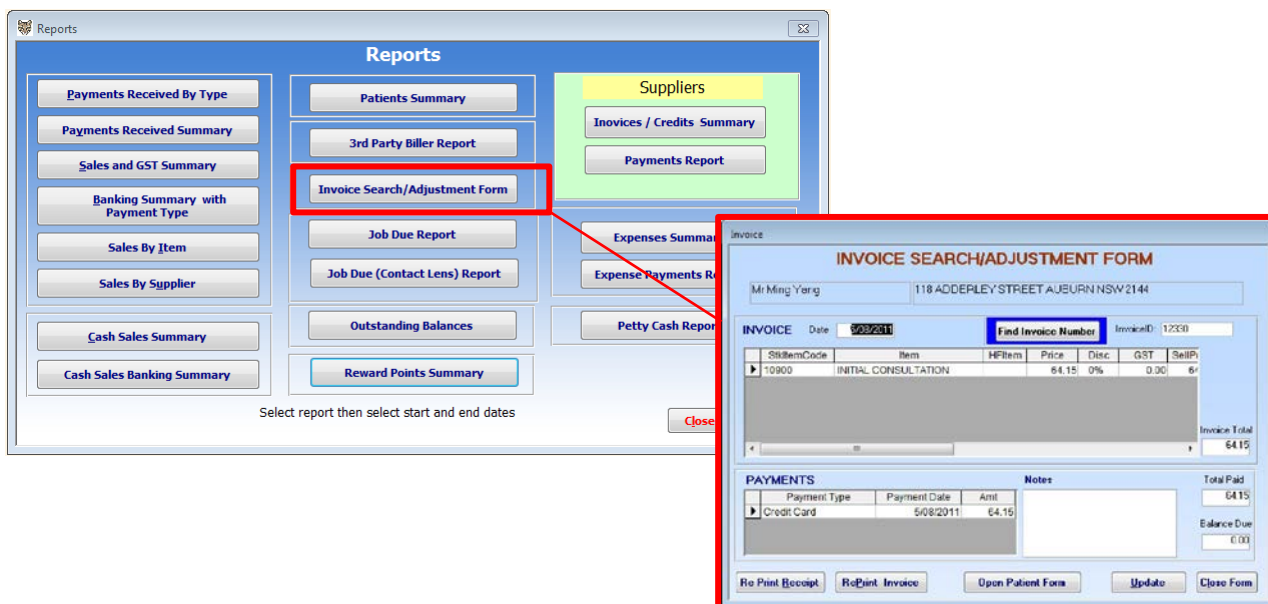 Reports
Reports
Payments Received By Type
Payments Received Summary
Sales and GST Summary
Banking Summary with
Payment Type
Sales By Item
Sales By Supplier
Cash Sales Summary
Cash Sales Banking Summary
Patients Summary
3rd Party Biller Report
Invoice Search/Adjustment Form
Job Due Report
Job Due (Contact Lens) Report
Outstanding Balances
Reward Points Summary
Suppliers
Inovices / Credits Summary
Payments Report
Expenses Summar
Expense Payments R
Petty Cash Repor
Select report then select start and end dates
Close
Invoice
INVOICE SEARCH/ADJUSTMENT FORM
Mr Ming Yang 118 ADDERLEY STREET AUBURN NSW 2144
INVOICE Date 5/08/2011 Find Invoice Number InvoiceID: 12330
StkItemCode Item HFItem Price Disc GST SellPr
10900 INITIAL CONSULTATION 64.15 0% 0.00 64
Invoice Total
64.15
PAYMENTS Notes Total Paid
Payment Type Payment Date Amt 64.15
Credit Card 5/08/2011 64.15
Balance Due
0.00
Re Print Receipt RePrint Invoice Open Patient Form Update Close Form